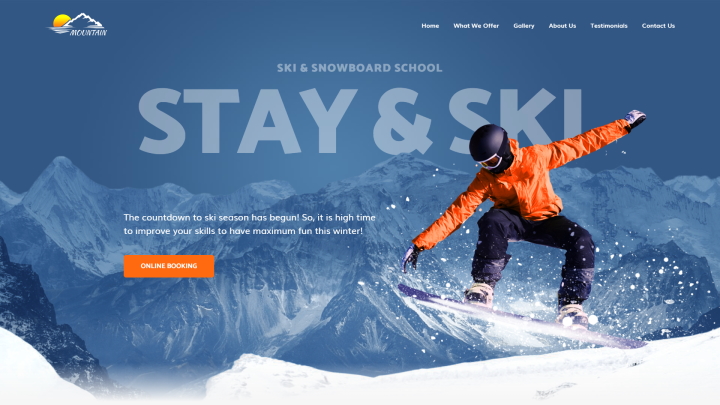 MOUNTAIN
Home What We Offer Gallery About Us Testimonials Contact Us
SKI & SNOWBOARD SCHOOL
STAY & SKI
The countdown to ski season has begun! So, it is high time
to improve your skills to have maximum fun this winter!
ONLINE BOOKING